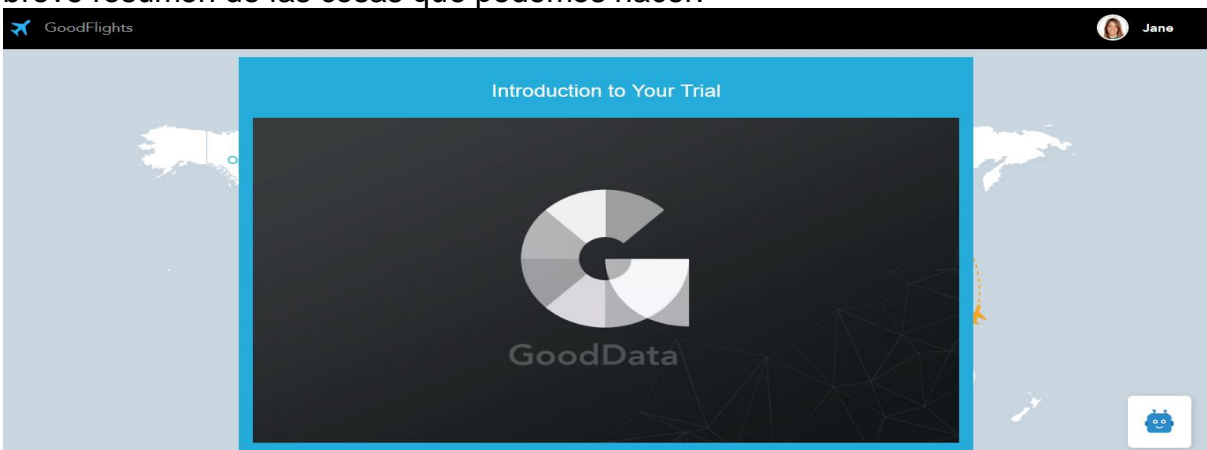 breve resumen de las cosas que podemos hacer.
GoodFlights
Jane
Introduction to Your Trial
GoodData